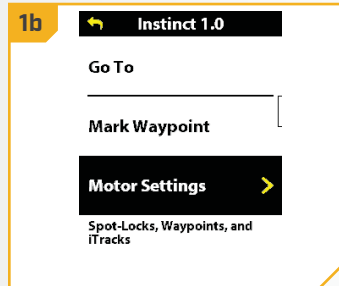 1b
Instinct 1.0
Go To
Mark Waypoint
Motor Settings
Spot-Locks, Waypoints, and
iTracks